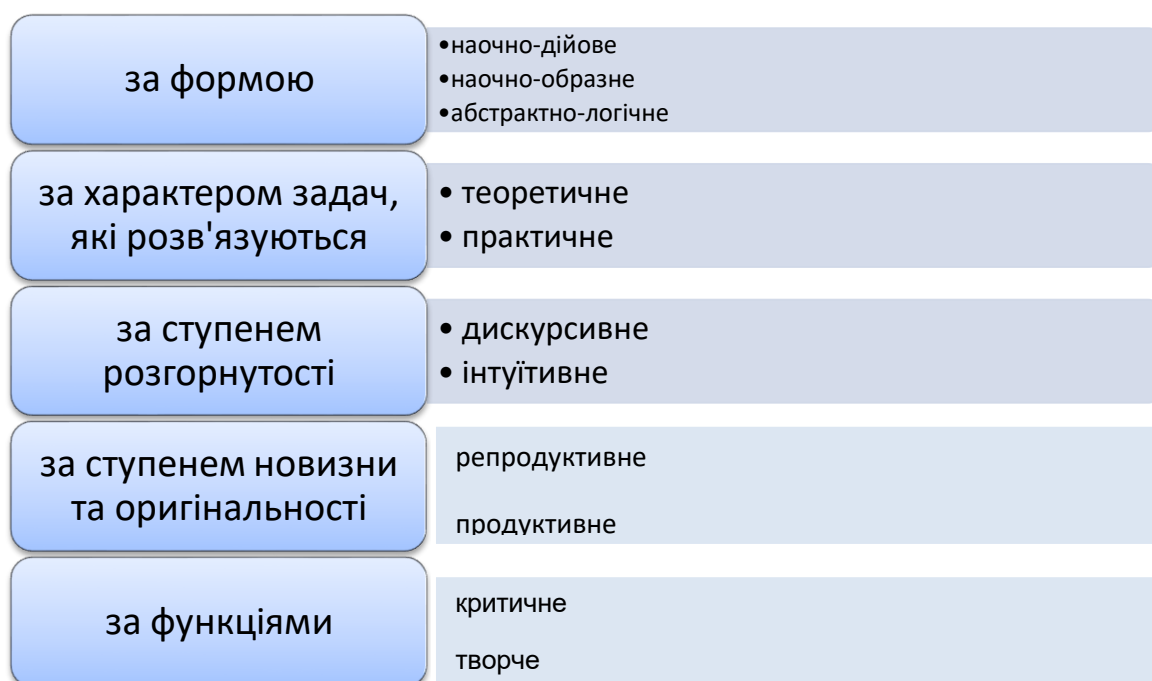 за формою
•наочно-дійове
•наочно-образне
•абстрактно-логічне
за характером задач,
які розв'язуються
• теоретичне
• практичне
за ступенем
розгорнутості
• дискурсивне
• інтуїтивне
за ступенем новизни
та оригінальності
репродуктивне
продуктивне
за функціями
критичне
творче